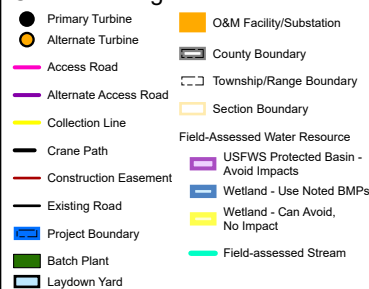 Primary Turbine
Alternate Turbine
Access Road
Alternate Access Road
Collection Line
Crane Path
Construction Easement
Existing Road
Project Boundary
Batch Plant
Laydown Yard
O&M Facility/Substation
County Boundary
Township/Range Boundary
Section Boundary
Field-Assessed Water Resource
USFWS Protected Basin -
Avoid Impacts
Wetland - Use Noted BMPs
Wetland - Can Avoid,
No Impact
Field-assessed Stream